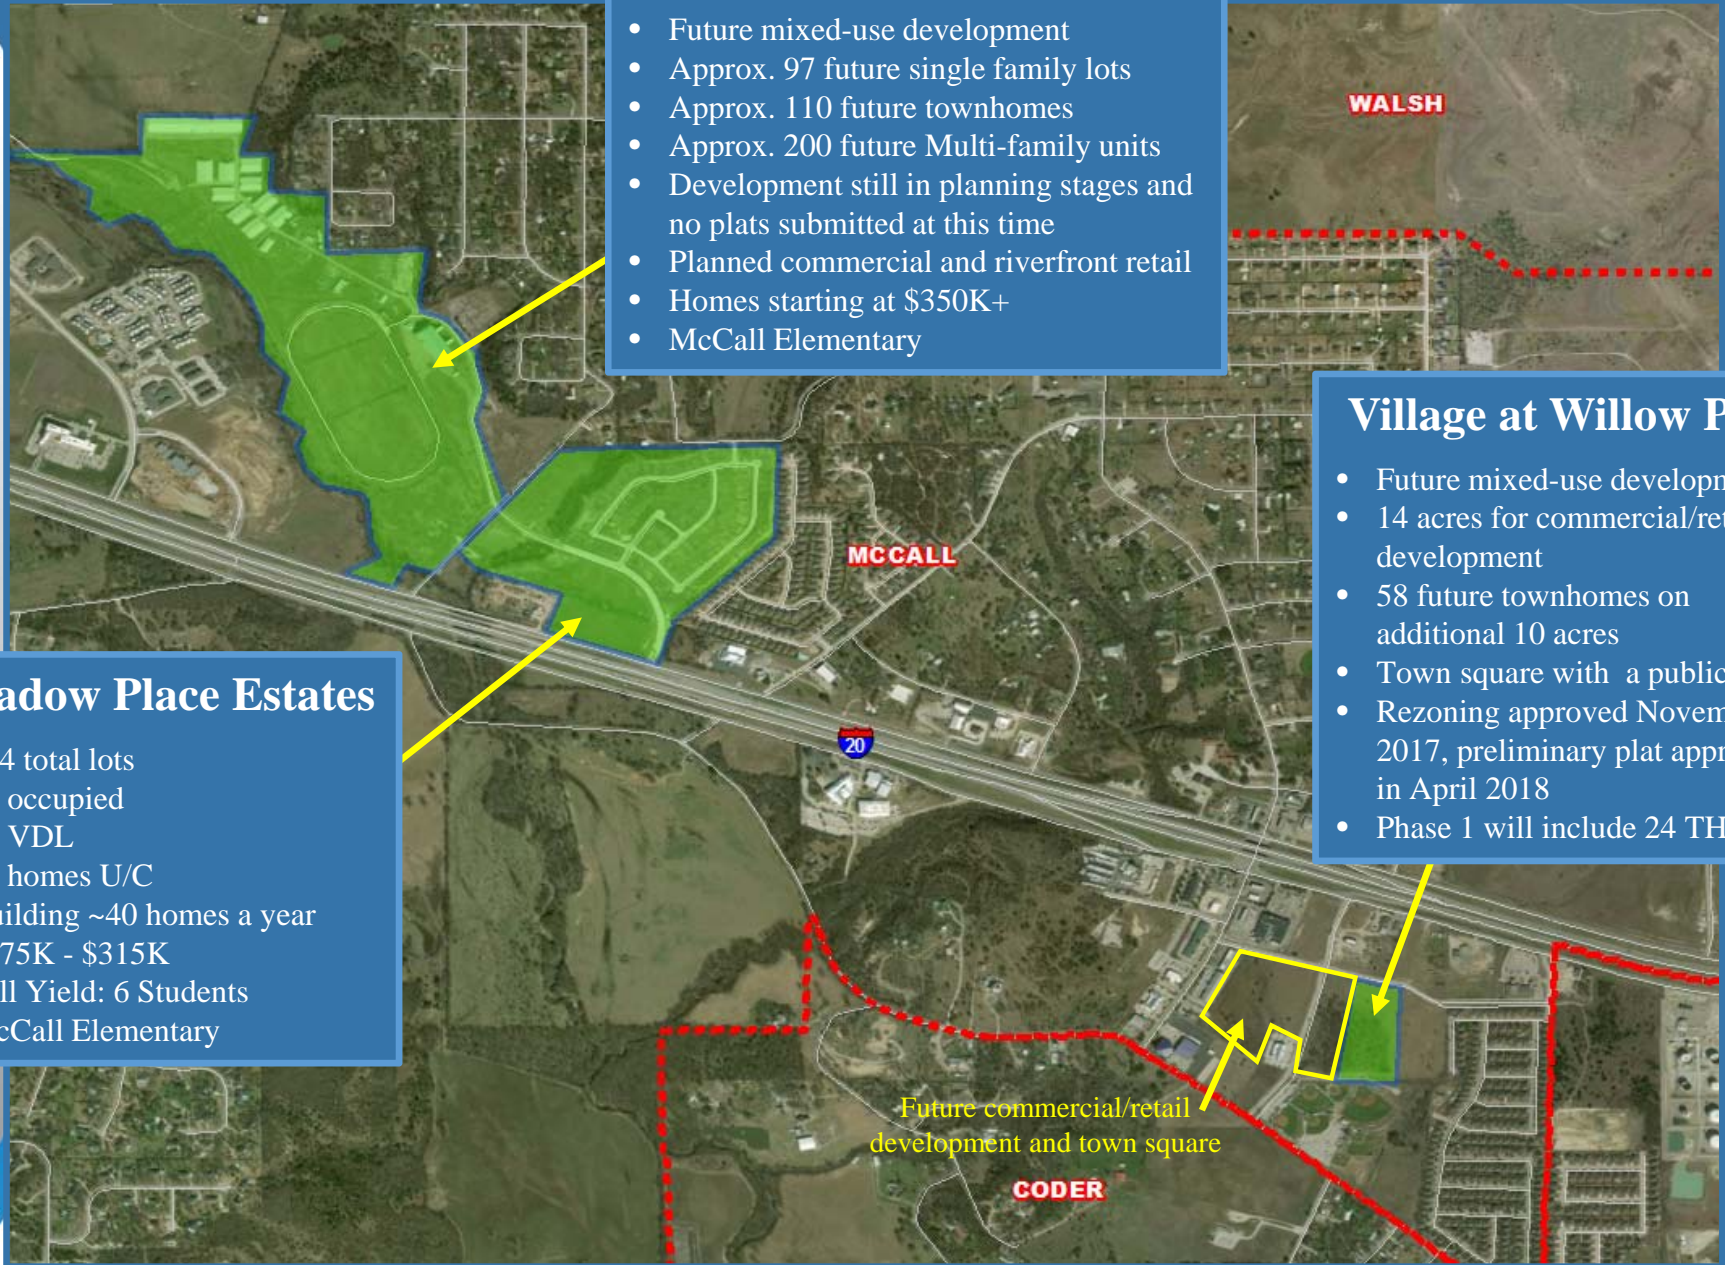 • Future mixed-use development
• Approx. 97 future single family lots
• Approx. 110 future townhomes
• Approx. 200 future Multi-family units
• Development still in planning stages and
no plats submitted at this time
• Planned commercial and riverfront retail
• Homes starting at $350K+
• McCall Elementary
WALSH
MCCALL
Village at Willow P
• Future mixed-use developm
• 14 acres for commercial/ret
development
• 58 future townhomes on
additional 10 acres
• Town square with a public
• Rezoning approved Novem
2017, preliminary plat appr
in April 2018
• Phase 1 will include 24 TH
adow Place Estates
4 total lots
occupied
VDL
homes U/C
uilding ~40 homes a year
75K - $315K
ll Yield: 6 Students
cCall Elementary
20
Future commercial/retail
development and town square
CODER